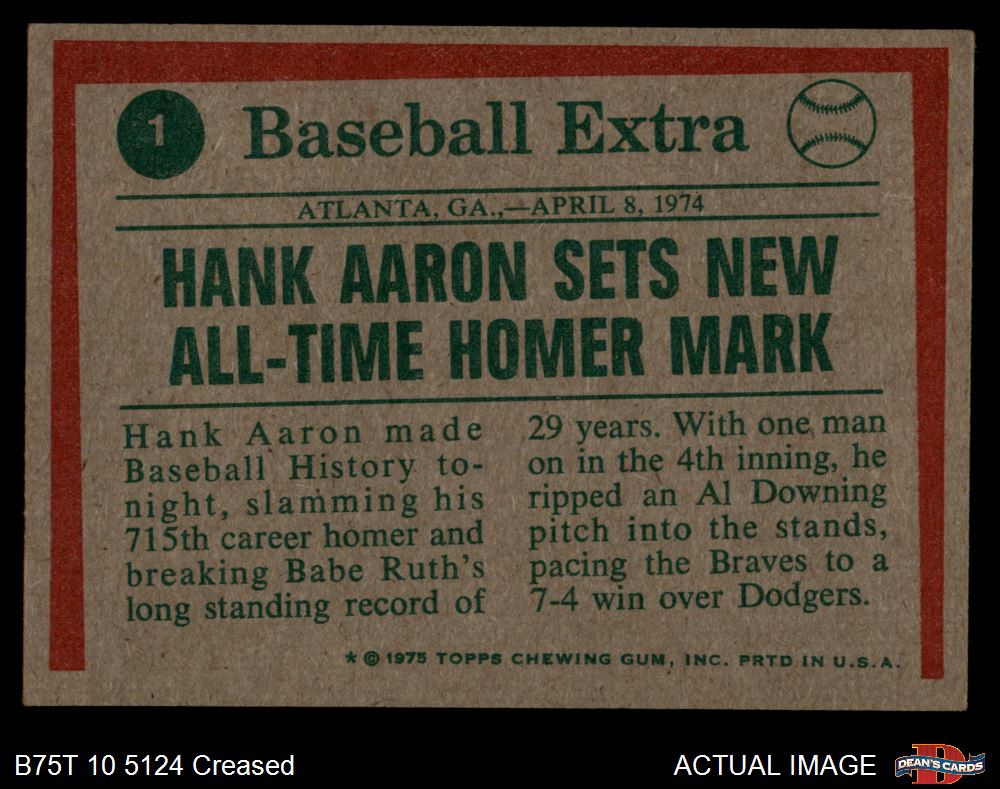 1
Baseball Extra
ATLANTA, GA.,—APRIL 8, 1974
HANK AARON SETS NEW
ALL-TIME HOMER MARK
Hank Aaron made
Baseball History to-
night, slamming his
715th career homer and
breaking Babe Ruth's
long standing record of
29 years. With one man
on in the 4th inning, he
ripped an Al Downing
pitch into the stands,
pacing the Braves to a
7-4 win over Dodgers.
* © 1975 TOPPS CHEWING GUM, INC. PRTD IN U.S.A.
B75T 10 5124 Creased
ACTUAL IMAGE
D
DEAN'S CARDS